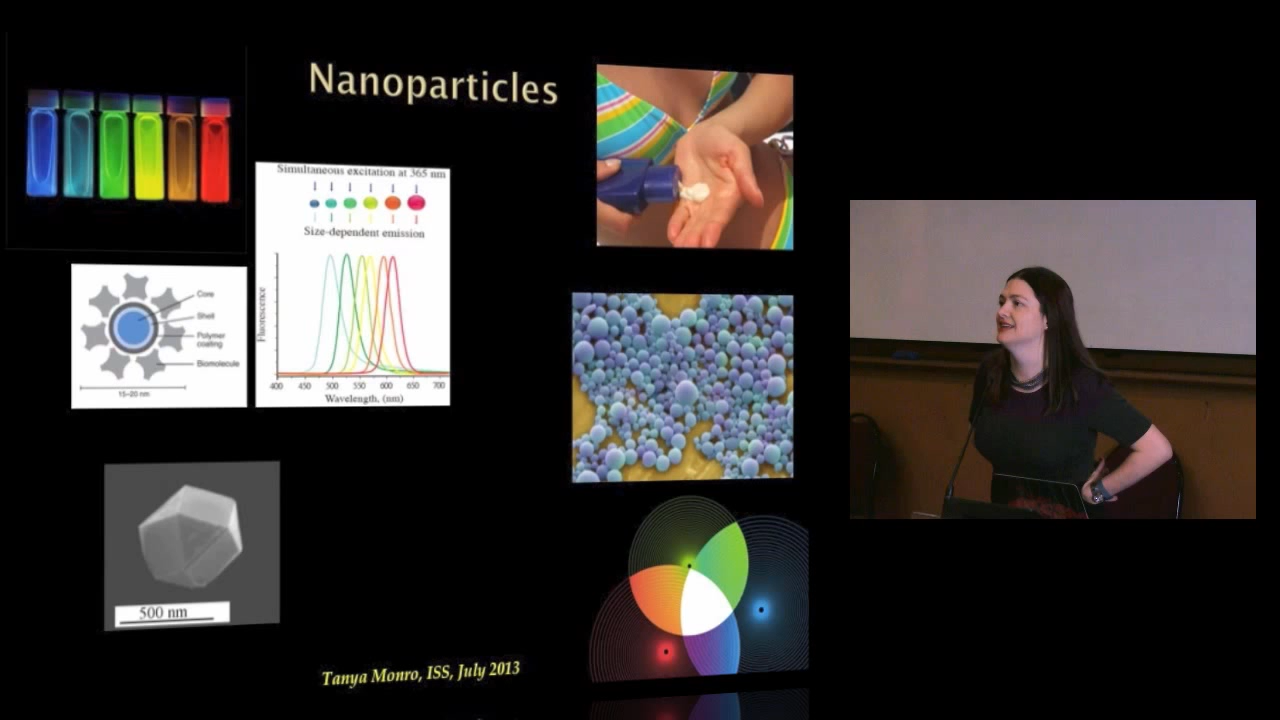 Nanoparticles
Simultaneous excitation at 365 nm
Size-dependent emission
Fluorescence
400 450 500 550 600 650 700
Wavelength, (nm)
Core
Shell
Polymer
coating
Biomolecule
15–20 nm
500 nm
Tanya Monro, ISS, July 2013